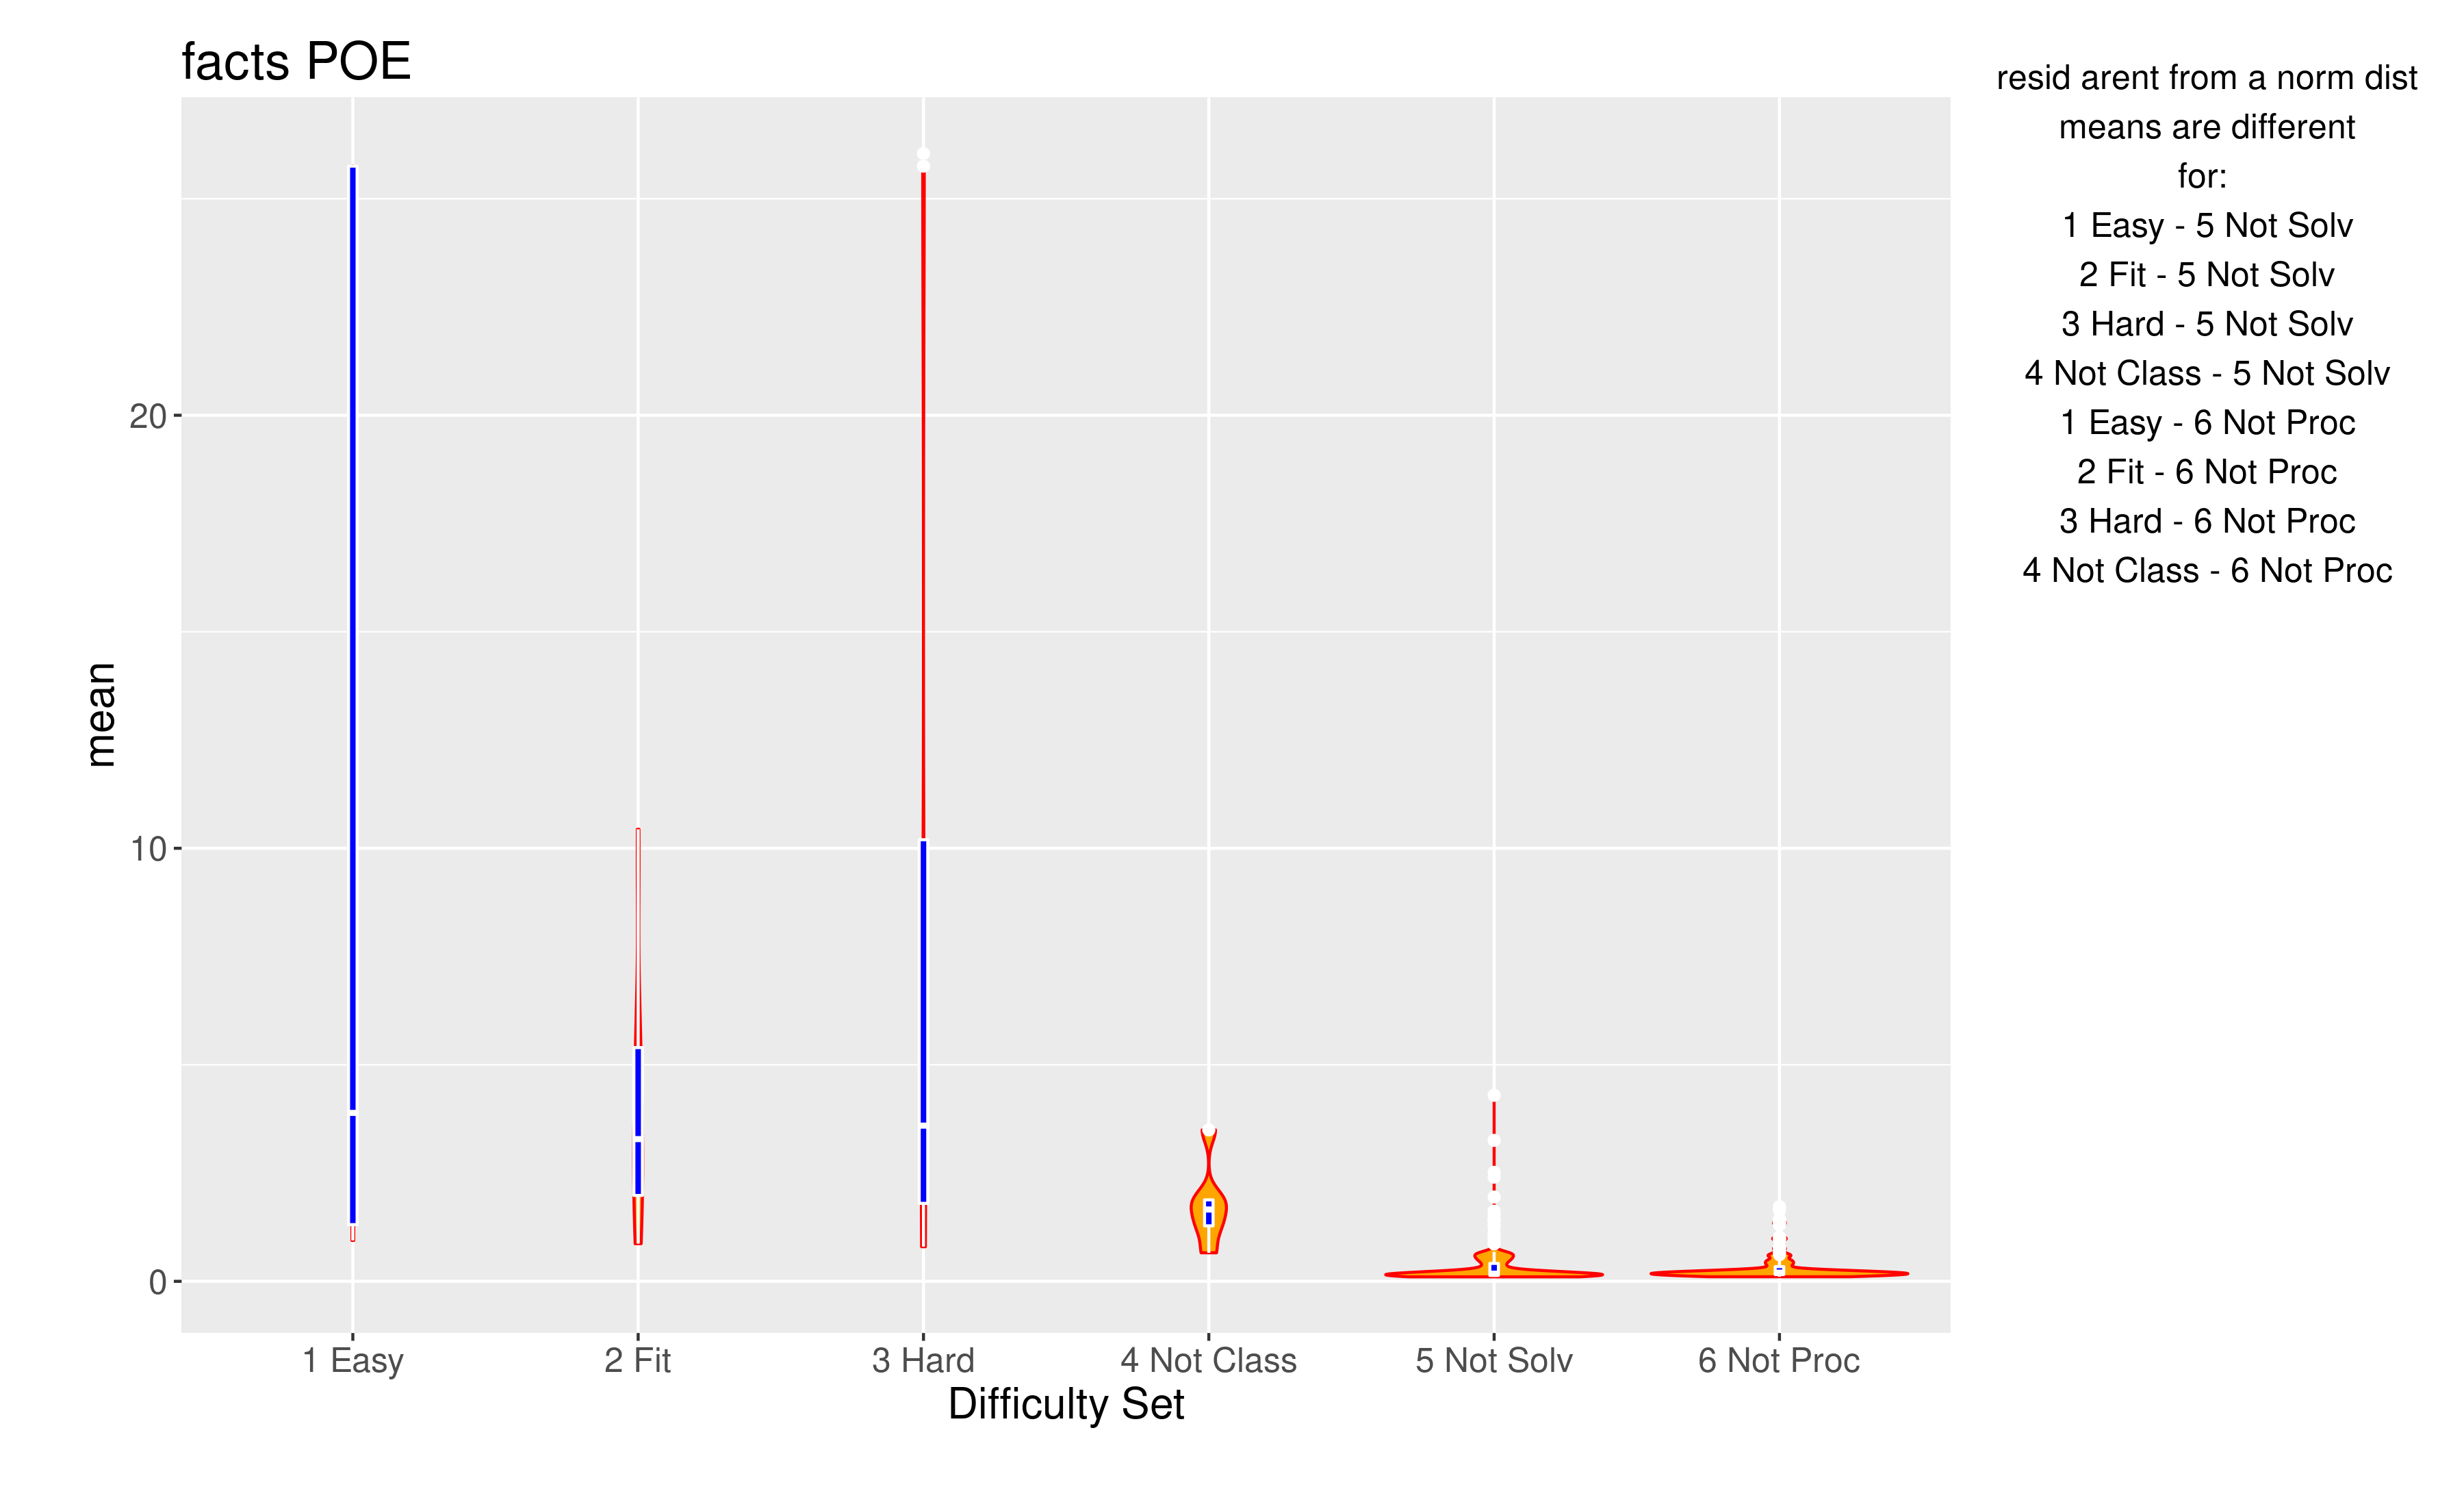 facts POE
resid arent from a norm dist
means are different
for:
1 Easy - 5 Not Solv
2 Fit - 5 Not Solv
3 Hard - 5 Not Solv
4 Not Class - 5 Not Solv
1 Easy - 6 Not Proc
2 Fit - 6 Not Proc
3 Hard - 6 Not Proc
4 Not Class - 6 Not Proc
mean
20
10
0
1 Easy
2 Fit
3 Hard
4 Not Class
5 Not Solv
6 Not Proc
Difficulty Set